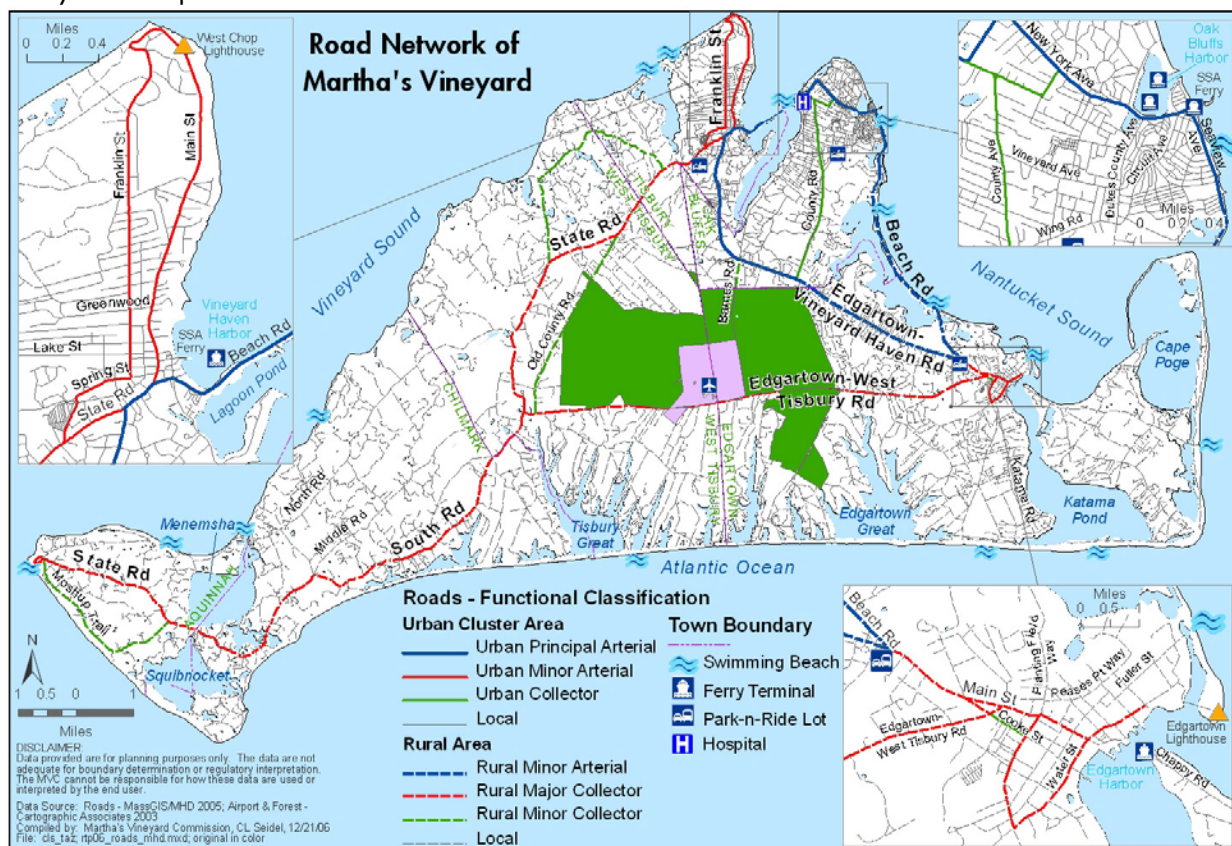 Road Network of
Martha's Vineyard
Miles
0 0.2 0.4
West Chop
Lighthouse
Franklin St
Main St
Greenwood
Vineyard
Haven
Harbor
SSA
Ferry
Lake St
Spring St
State Rd
Beach Rd
Lagoon Pond
Franklin St
New York Ave
Oak
Bluffs
Harbor
SSA
Ferry
Seaview
Ave
County Ave
Vineyard Ave
Dukes County Ave
Circuit Ave
Wing Rd
Miles
0 0.2 0.4
Vineyard Sound
Nantucket Sound
TISBURY
WEST TISBURY
OAK
BLUFFS
State Rd
County Rd
Beach Rd
Old County Rd
Barnes Rd
Edgartown-
Vineyard Haven Rd
Cape
Poge
Edgartown-West
Tisbury Rd
CHILMARK
EDGARTOWN
WEST TISBURY
Katama Rd
Katama
Pond
North Rd
Middle Rd
South Rd
Menemsha
Tisbury
Great
Edgartown
Great
Atlantic Ocean
State Rd
Moshup Trail
AQUINNAH
Squibnocket
N
1 0.5 0 1
Miles
DISCLAIMER:
Data provided are for planning purposes only. The data are not
adequate for boundary determination or regulatory interpretation.
The MVC cannot be responsible for how these data are used or
interpreted by the end user.
Data Source: Roads - MassGIS/MHD 2005; Airport & Forest -
Cartographic Associates 2003
Compiled by: Martha's Vineyard Commission, CL Seidel, 12/21/06
File: cls_taz; rtp06_roads_mhd.mxd; original in color
Roads - Functional Classification
Urban Cluster Area
Urban Principal Arterial
Urban Minor Arterial
Urban Collector
Local
Rural Area
Rural Minor Arterial
Rural Major Collector
Rural Minor Collector
Local
Town Boundary
Swimming Beach
Ferry Terminal
Park-n-Ride Lot
H Hospital
Miles
0 0.5
Beach Rd
Main St
Planting Field
Way
Peases Pt Way
Fuller St
Edgartown-
West Tisbury Rd
Cooke St
Water St
Edgartown
Lighthouse
Edgartown
Harbor
Chappy Rd